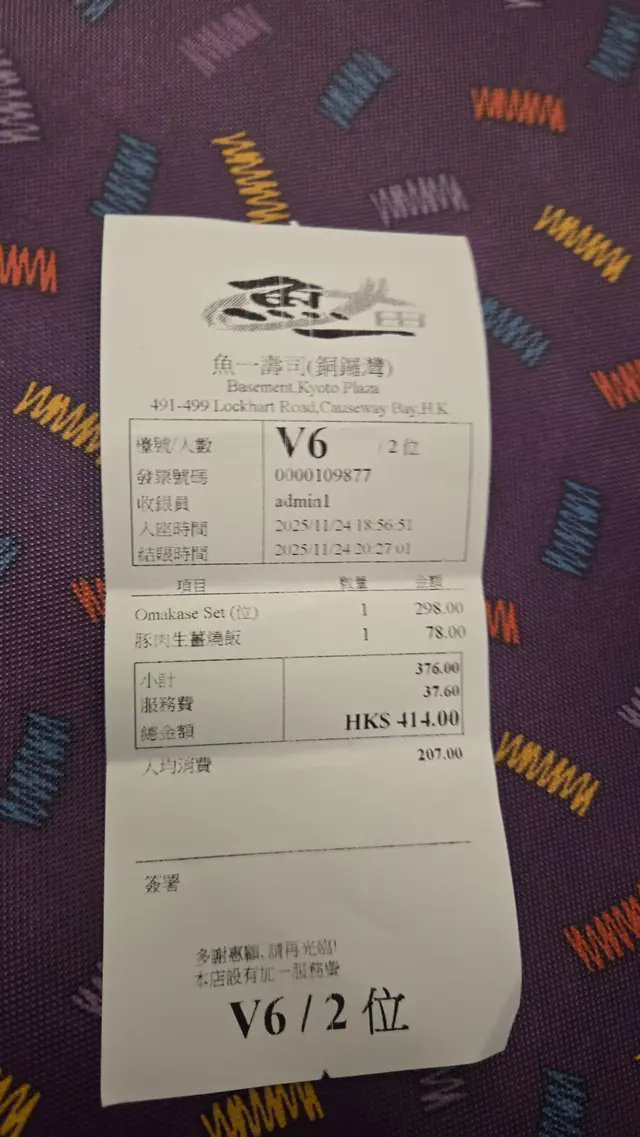 魚一
魚一壽司(銅鑼灣)
Basement,Kyoto Plaza
491-499 Lockhart Road,Causeway Bay,H.K.
檯號/人數 V6 / 2 位
發票號碼 0000109877
收銀員 admin1
入座時間 2025/11/24 18:56:51
結賬時間 2025/11/24 20:27:01
項目 數量 金額
Omakase Set (位) 1 298.00
豚肉生薑燒飯 1 78.00
小計 376.00
服務費 37.60
總金額 HK$ 414.00
人均消費 207.00
簽署
多謝惠顧, 請再光臨!
本店設有加一服務費
V6 / 2 位